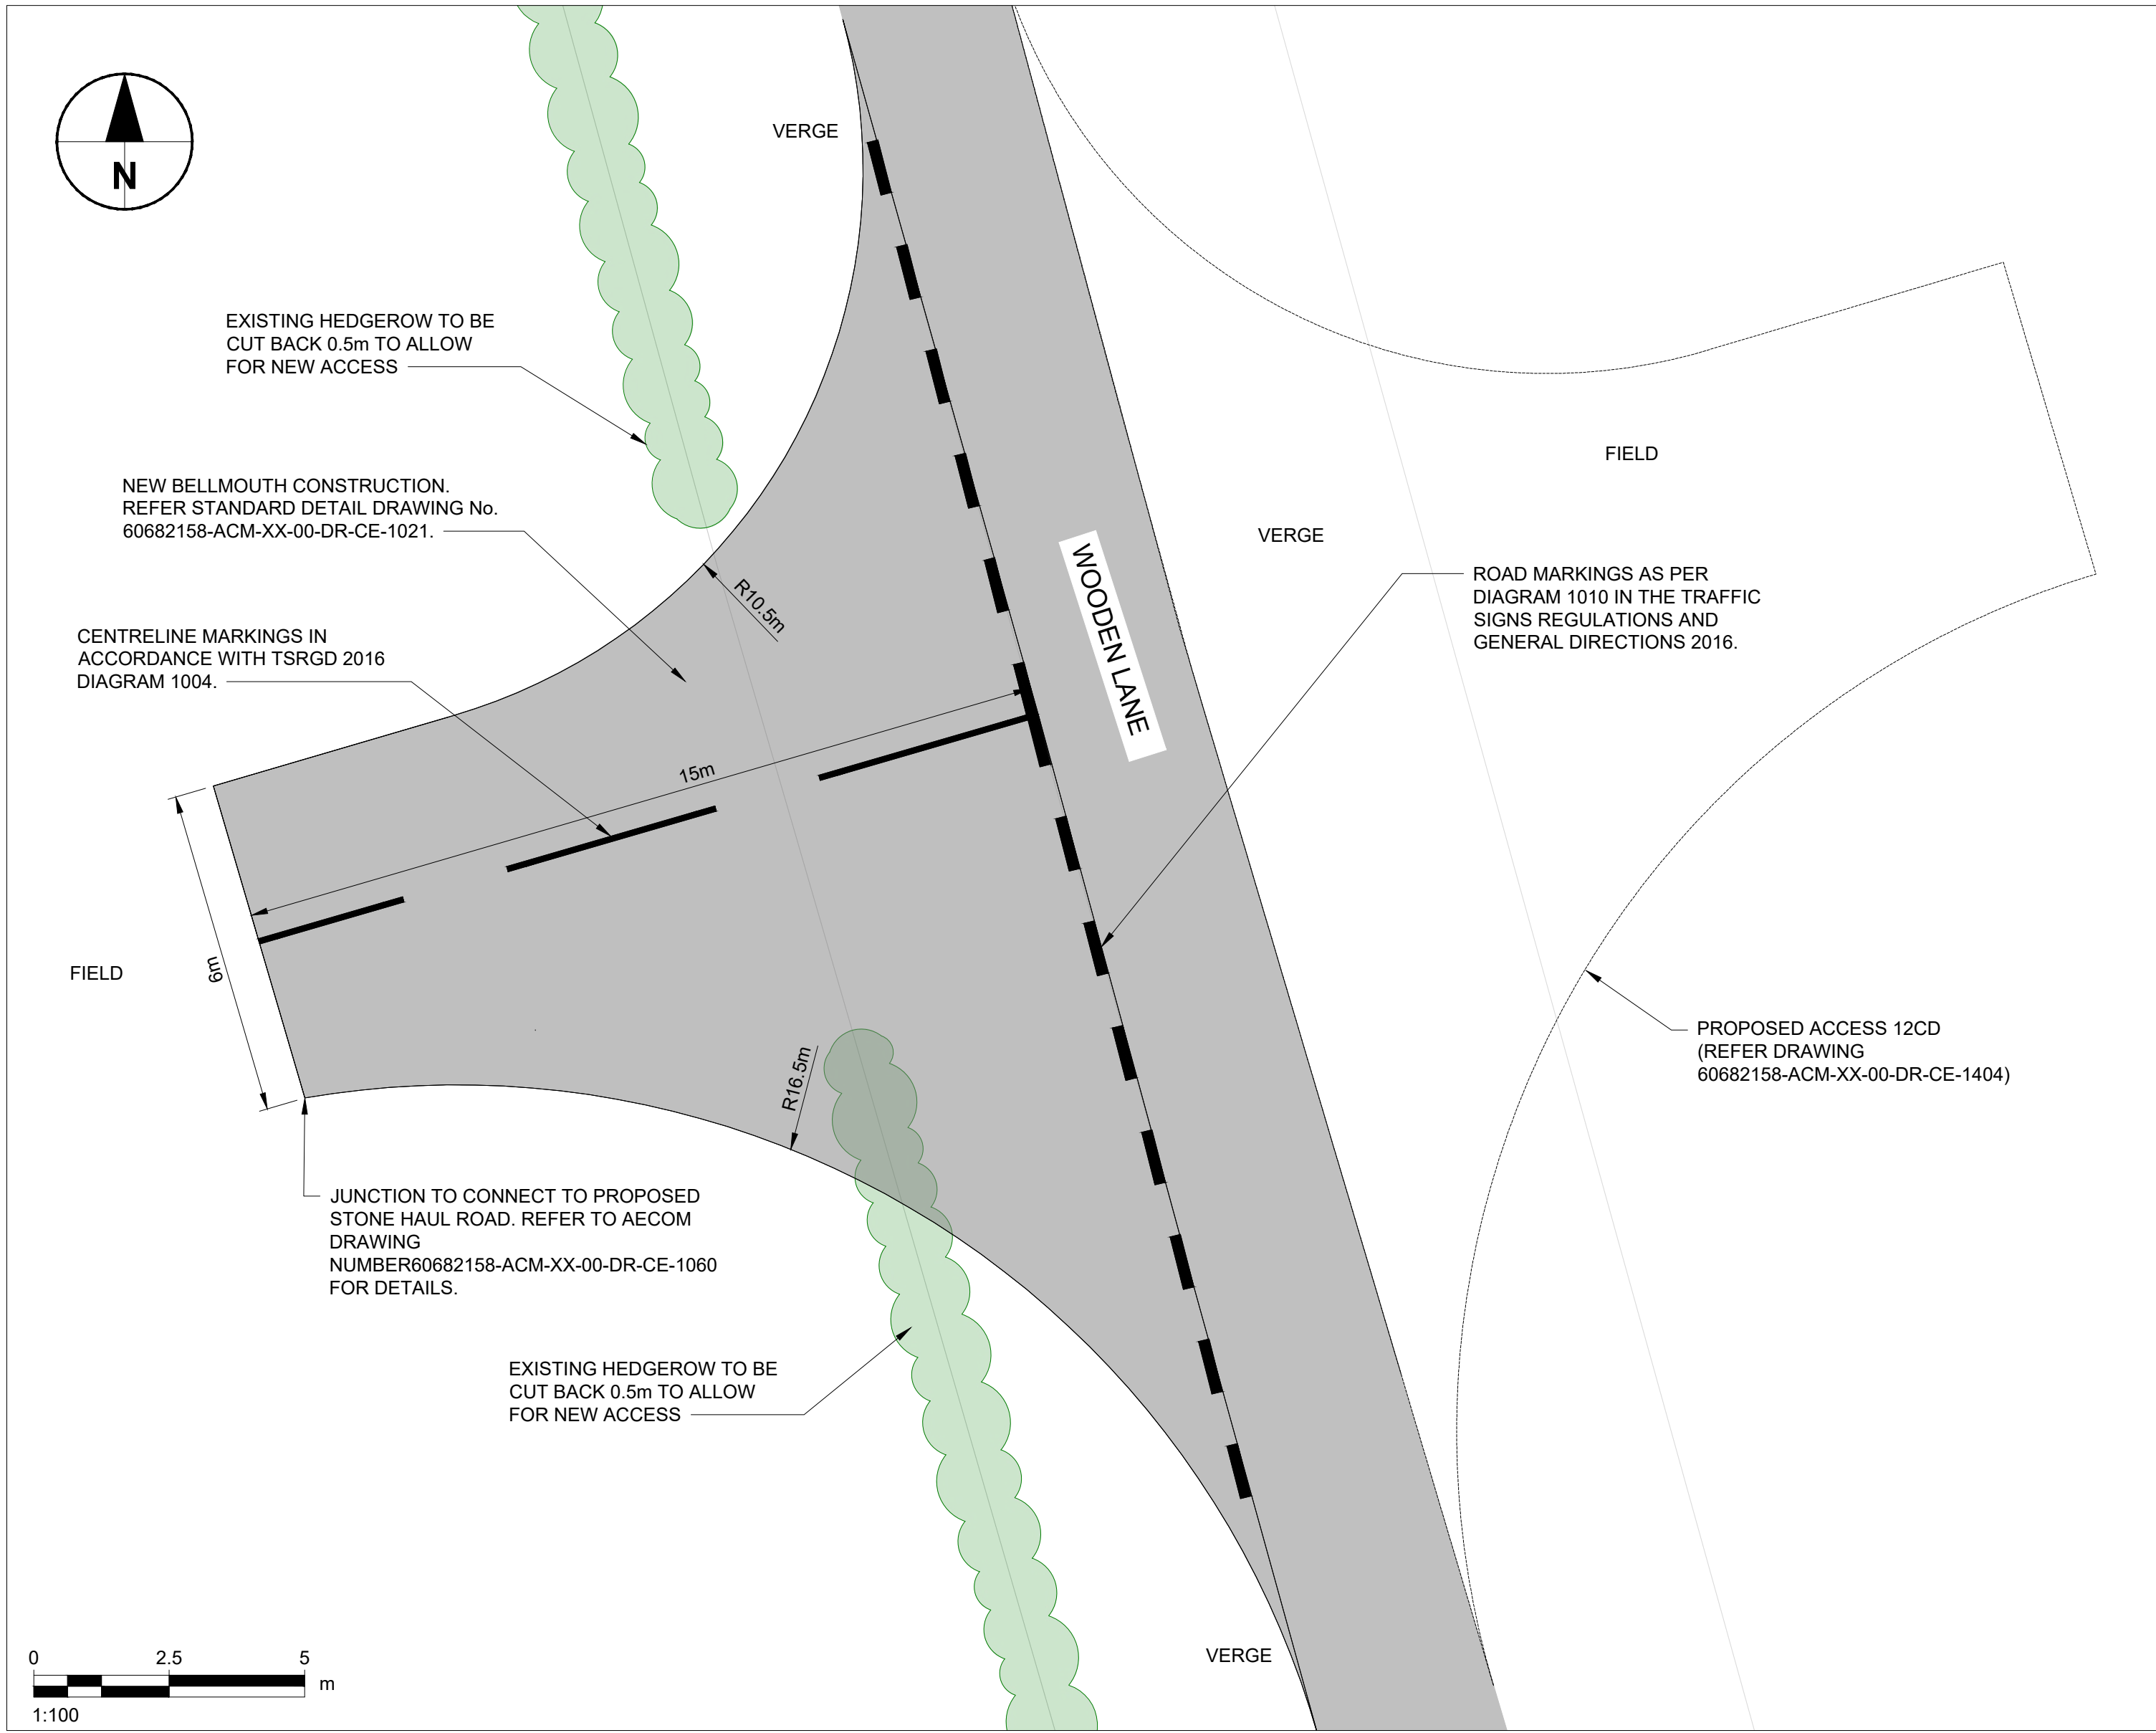 N
VERGE
EXISTING HEDGEROW TO BE
CUT BACK 0.5m TO ALLOW
FOR NEW ACCESS
FIELD
NEW BELLMOUTH CONSTRUCTION.
REFER STANDARD DETAIL DRAWING No.
60682158-ACM-XX-00-DR-CE-1021.
VERGE
R10.5m
WOODEN LANE
ROAD MARKINGS AS PER
DIAGRAM 1010 IN THE TRAFFIC
SIGNS REGULATIONS AND
GENERAL DIRECTIONS 2016.
CENTRELINE MARKINGS IN
ACCORDANCE WITH TSRGD 2016
DIAGRAM 1004.
15m
6m
FIELD
R16.5m
PROPOSED ACCESS 12CD
(REFER DRAWING
60682158-ACM-XX-00-DR-CE-1404)
JUNCTION TO CONNECT TO PROPOSED
STONE HAUL ROAD. REFER TO AECOM
DRAWING
NUMBER60682158-ACM-XX-00-DR-CE-1060
FOR DETAILS.
EXISTING HEDGEROW TO BE
CUT BACK 0.5m TO ALLOW
FOR NEW ACCESS
VERGE
0 2.5 5
m
1:100